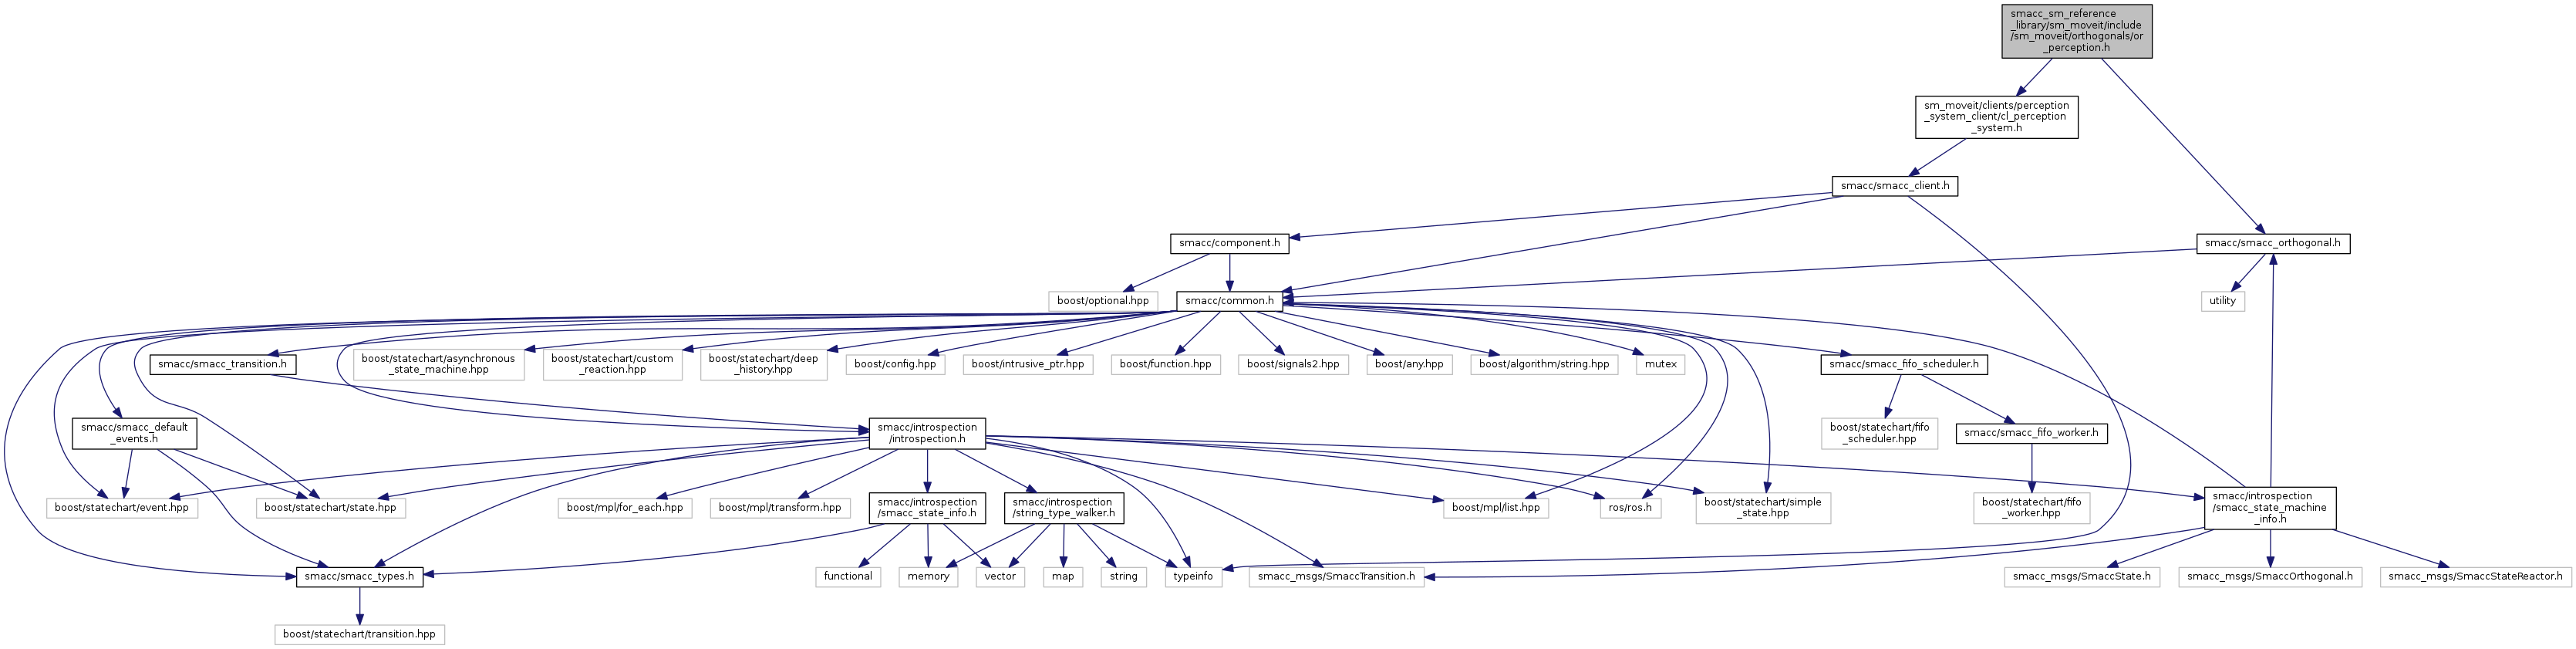 smacc_sm_reference
_library/sm_moveit/include
/sm_moveit/orthogonals/or
_perception.h
sm_moveit/clients/perception
_system_client/cl_perception
_system.h
smacc/smacc_client.h
smacc/component.h
smacc/smacc_orthogonal.h
boost/optional.hpp
smacc/common.h
utility
smacc/smacc_transition.h
boost/statechart/asynchronous
_state_machine.hpp
boost/statechart/custom
_reaction.hpp
boost/statechart/deep
_history.hpp
boost/config.hpp
boost/intrusive_ptr.hpp
boost/function.hpp
boost/signals2.hpp
boost/any.hpp
boost/algorithm/string.hpp
mutex
smacc/smacc_fifo_scheduler.h
smacc/smacc_default
_events.h
smacc/introspection
/introspection.h
boost/statechart/fifo
_scheduler.hpp
smacc/smacc_fifo_worker.h
boost/statechart/event.hpp
boost/statechart/state.hpp
boost/mpl/for_each.hpp
boost/mpl/transform.hpp
smacc/introspection
/smacc_state_info.h
smacc/introspection
/string_type_walker.h
boost/mpl/list.hpp
ros/ros.h
boost/statechart/simple
_state.hpp
boost/statechart/fifo
_worker.hpp
smacc/introspection
/smacc_state_machine
_info.h
smacc/smacc_types.h
functional
memory
vector
map
string
typeinfo
smacc_msgs/SmaccTransition.h
smacc_msgs/SmaccState.h
smacc_msgs/SmaccOrthogonal.h
smacc_msgs/SmaccStateReactor.h
boost/statechart/transition.hpp